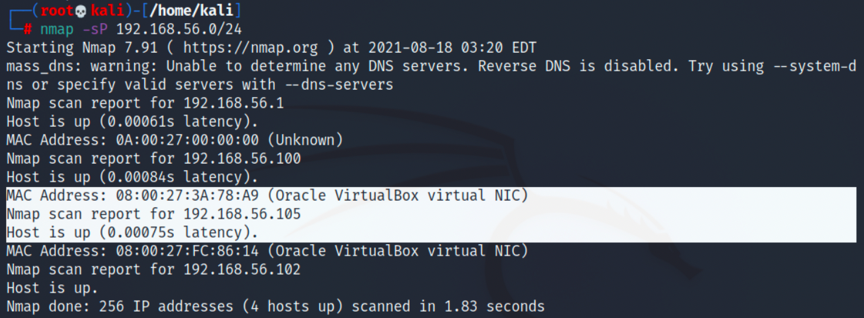 ┌──(root💀kali)-[/home/kali]
└─# nmap -sP 192.168.56.0/24
Starting Nmap 7.91 ( https://nmap.org ) at 2021-08-18 03:20 EDT
mass_dns: warning: Unable to determine any DNS servers. Reverse DNS is disabled. Try using --system-d
ns or specify valid servers with --dns-servers
Nmap scan report for 192.168.56.1
Host is up (0.00061s latency).
MAC Address: 0A:00:27:00:00:00 (Unknown)
Nmap scan report for 192.168.56.100
Host is up (0.00084s latency).
MAC Address: 08:00:27:3A:78:A9 (Oracle VirtualBox virtual NIC)
Nmap scan report for 192.168.56.105
Host is up (0.00075s latency).
MAC Address: 08:00:27:FC:86:14 (Oracle VirtualBox virtual NIC)
Nmap scan report for 192.168.56.102
Host is up.
Nmap done: 256 IP addresses (4 hosts up) scanned in 1.83 seconds